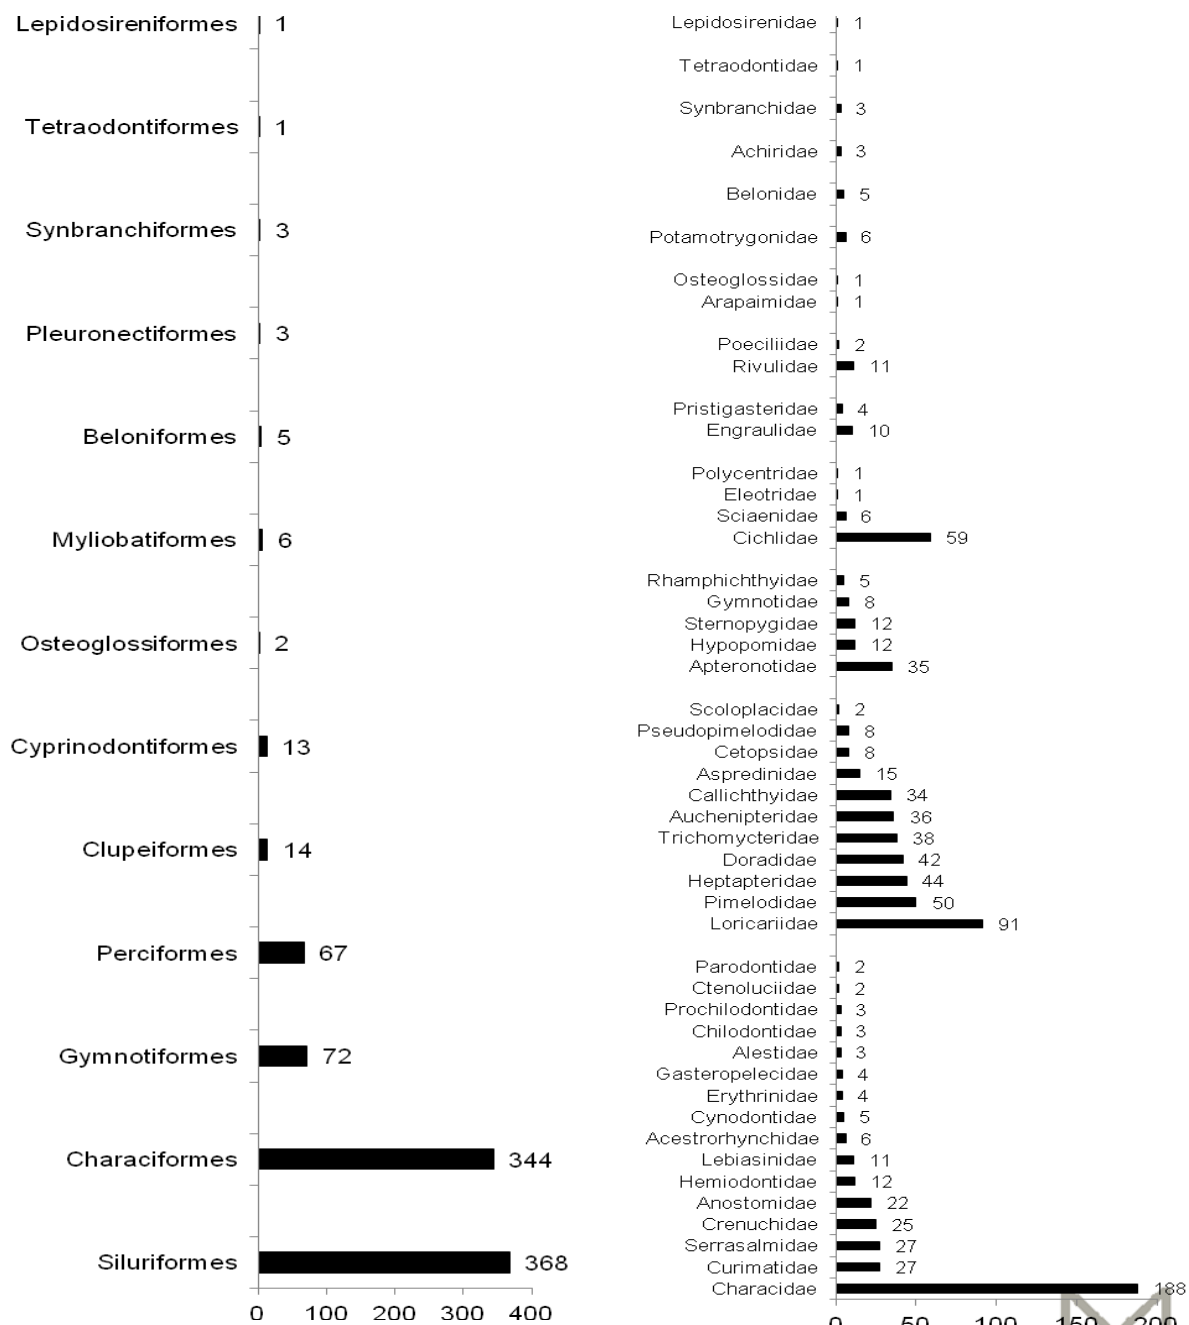 Lepidosireniformes 1
Tetraodontiformes 1
Synbranchiformes 3
Pleuronectiformes 3
Beloniformes 5
Myliobatiformes 6
Osteoglossiformes 2
Cyprinodontiformes 13
Clupeiformes 14
Perciformes 67
Gymnotiformes 72
Characiformes 344
Siluriformes 368
0 100 200 300 400
Lepidosirenidae 1
Tetraodontidae 1
Synbranchidae 3
Achiridae 3
Belonidae 5
Potamotrygonidae 6
Osteoglossidae 1
Arapaimidae 1
Poeciliidae 2
Rivulidae 11
Pristigasteridae 4
Engraulidae 10
Polycentridae 1
Eleotridae 1
Sciaenidae 6
Cichlidae 59
Rhamphichthyidae 5
Gymnotidae 8
Sternopygidae 12
Hypopomidae 12
Apteronotidae 35
Scoloplacidae 2
Pseudopimelodidae 8
Cetopsidae 8
Aspredinidae 15
Callichthyidae 34
Auchenipteridae 36
Trichomycteridae 38
Doradidae 42
Heptapteridae 44
Pimelodidae 50
Loricariidae 91
Parodontidae 2
Ctenoluciidae 2
Prochilodontidae 3
Chilodontidae 3
Alestidae 3
Gasteropelecidae 4
Erythrinidae 4
Cynodontidae 5
Acestrorhynchidae 6
Lebiasinidae 11
Hemiodontidae 12
Anostomidae 22
Crenuchidae 25
Serrasalmidae 27
Curimatidae 27
Characidae 188
0 50 100 150 200